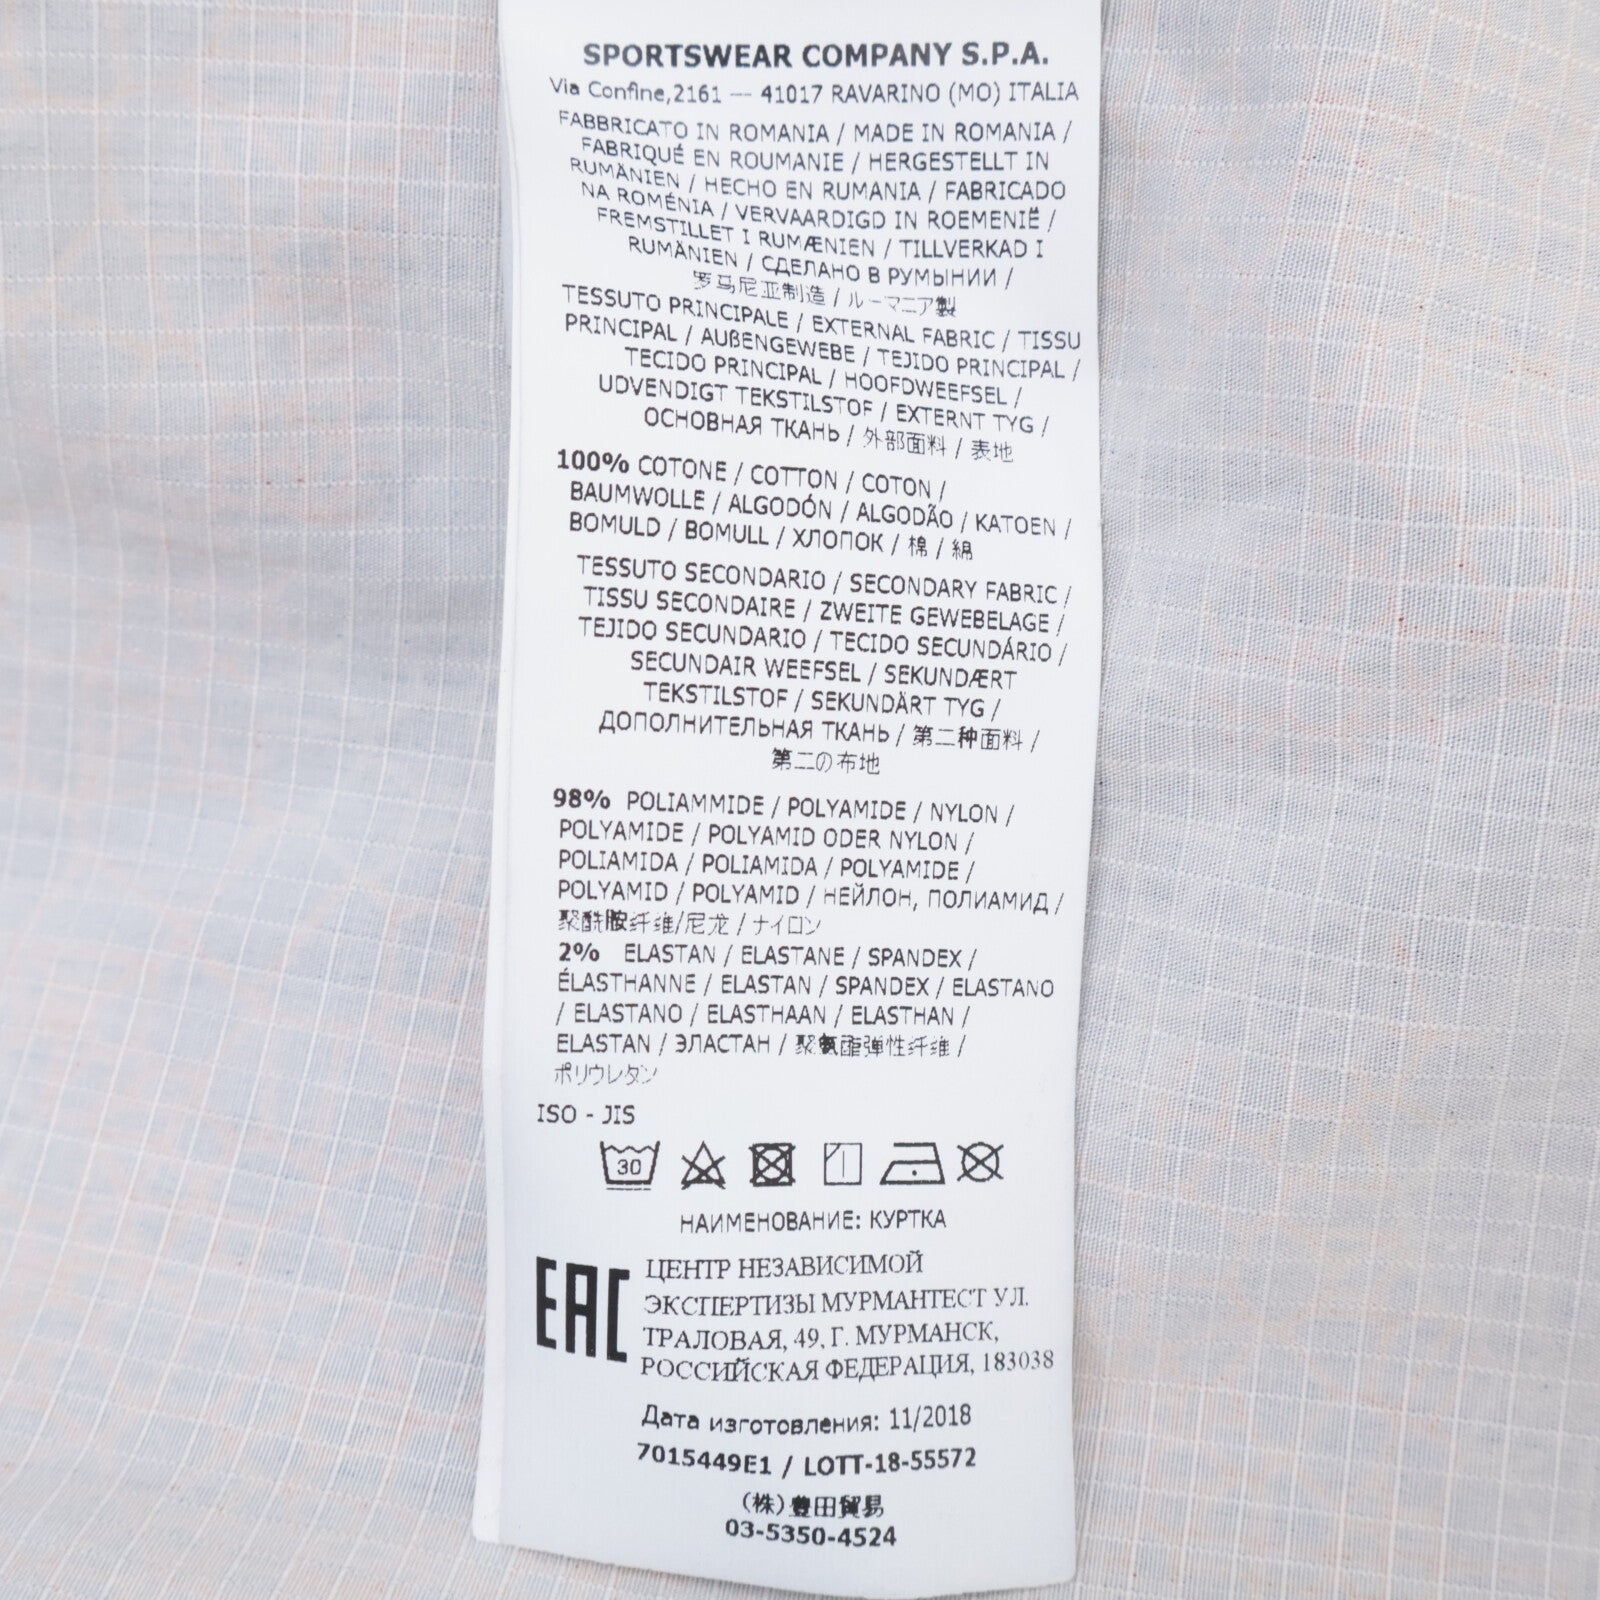 SPORTSWEAR COMPANY S.P.A.
Via Confine,2161 — 41017 RAVARINO (MO) ITALIA
FABBRICATO IN ROMANIA / MADE IN ROMANIA /
FABRIQUÉ EN ROUMANIE / HERGESTELLT IN
RUMÄNIEN / HECHO EN RUMANIA / FABRICADO
NA ROMÉNIA / VERVAARDIGD IN ROEMENIË /
FREMSTILLET I RUMÆNIEN / TILLVERKAD I
RUMÄNIEN / СДЕЛАНО В РУМЫНИИ /
罗马尼亚制造 / ルーマニア製
TESSUTO PRINCIPALE / EXTERNAL FABRIC / TISSU
PRINCIPAL / AUßENGEWEBE / TEJIDO PRINCIPAL /
TECIDO PRINCIPAL / HOOFDWEEFSEL /
UDVENDIGT TEKSTILSTOF / EXTERNT TYG /
ОСНОВНАЯ ТКАНЬ / 外部面料 / 表地
100% COTONE / COTTON / COTON /
BAUMWOLLE / ALGODÓN / ALGODÃO / KATOEN /
BOMULD / BOMULL / ХЛОПОК / 棉 / 綿
TESSUTO SECONDARIO / SECONDARY FABRIC /
TISSU SECONDAIRE / ZWEITE GEWEBELAGE /
TEJIDO SECUNDARIO / TECIDO SECUNDÁRIO /
SECUNDAIR WEEFSEL / SEKUNDÆRT
TEKSTILSTOF / SEKUNDÄRT TYG /
ДОПОЛНИТЕЛЬНАЯ ТКАНЬ / 第二种面料 /
第二の布地
98% POLIAMMIDE / POLYAMIDE / NYLON /
POLYAMIDE / POLYAMID ODER NYLON /
POLIAMIDA / POLIAMIDA / POLYAMIDE /
POLYAMID / POLYAMID / НЕЙЛОН, ПОЛИАМИД /
聚酰胺纤维/尼龙 / ナイロン
2% ELASTAN / ELASTANE / SPANDEX /
ÉLASTHANNE / ELASTAN / SPANDEX / ELASTANO
/ ELASTANO / ELASTHAAN / ELASTHAN /
ELASTAN / ЭЛАСТАН / 聚氨酯弹性纤维 /
ポリウレタン
ISO - JIS
30
НАИМЕНОВАНИЕ: КУРТКА
EAC
ЦЕНТР НЕЗАВИСИМОЙ
ЭКСПЕРТИЗЫ МУРМАНТЕСТ УЛ.
ТРАЛОВАЯ, 49, Г. МУРМАНСК,
РОССИЙСКАЯ ФЕДЕРАЦИЯ, 183038
Дата изготовления: 11/2018
7015449E1 / LOTT-18-55572
(株)豊田貿易
03-5350-4524